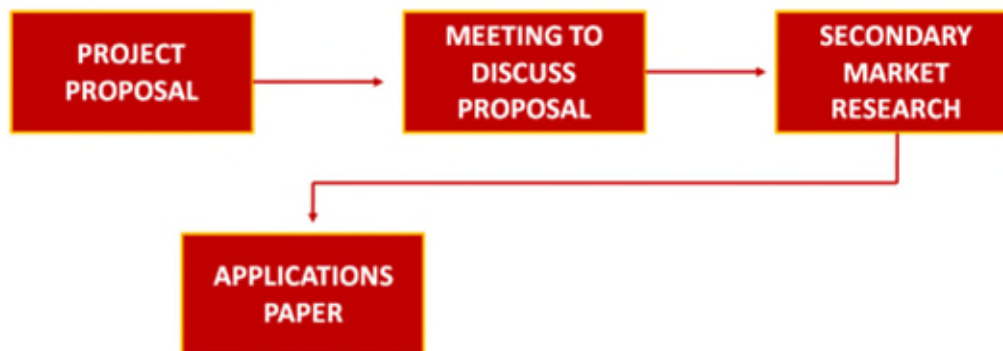 PROJECT
PROPOSAL
MEETING TO
DISCUSS
PROPOSAL
SECONDARY
MARKET
RESEARCH
APPLICATIONS
PAPER